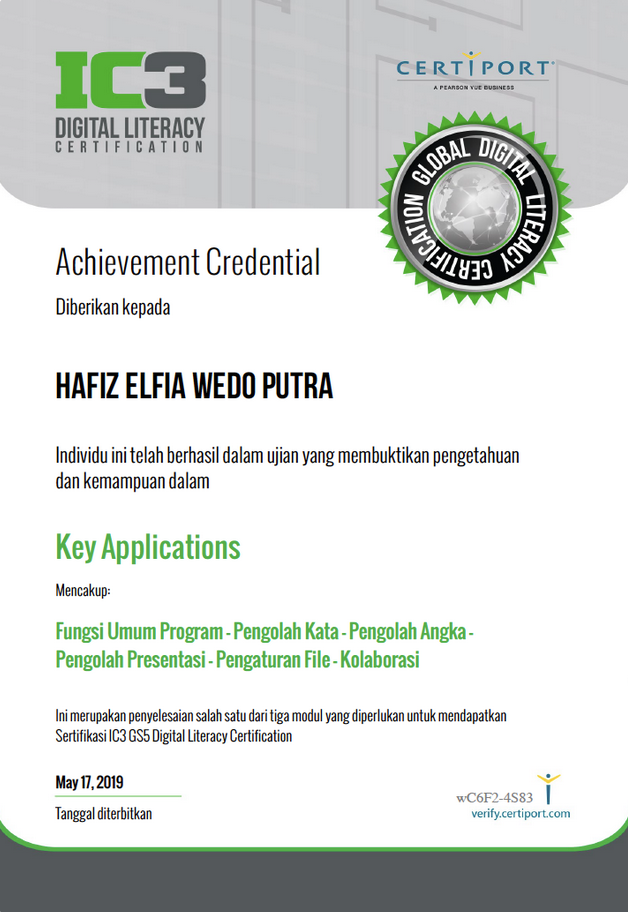 IC3
DIGITAL LITERACY
CERTIFICATION
CERTIPORT®
A PEARSON VUE BUSINESS
GLOBAL DIGITAL LITERACY CERTIFICATION
Achievement Credential
Diberikan kepada
HAFIZ ELFIA WEDO PUTRA
Individu ini telah berhasil dalam ujian yang membuktikan pengetahuan
dan kemampuan dalam
Key Applications
Mencakup:
Fungsi Umum Program - Pengolah Kata - Pengolah Angka -
Pengolah Presentasi - Pengaturan File - Kolaborasi
Ini merupakan penyelesaian salah satu dari tiga modul yang diperlukan untuk mendapatkan
Sertifikasi IC3 GS5 Digital Literacy Certification
May 17, 2019
Tanggal diterbitkan
wC6F2-4S83
verify.certiport.com